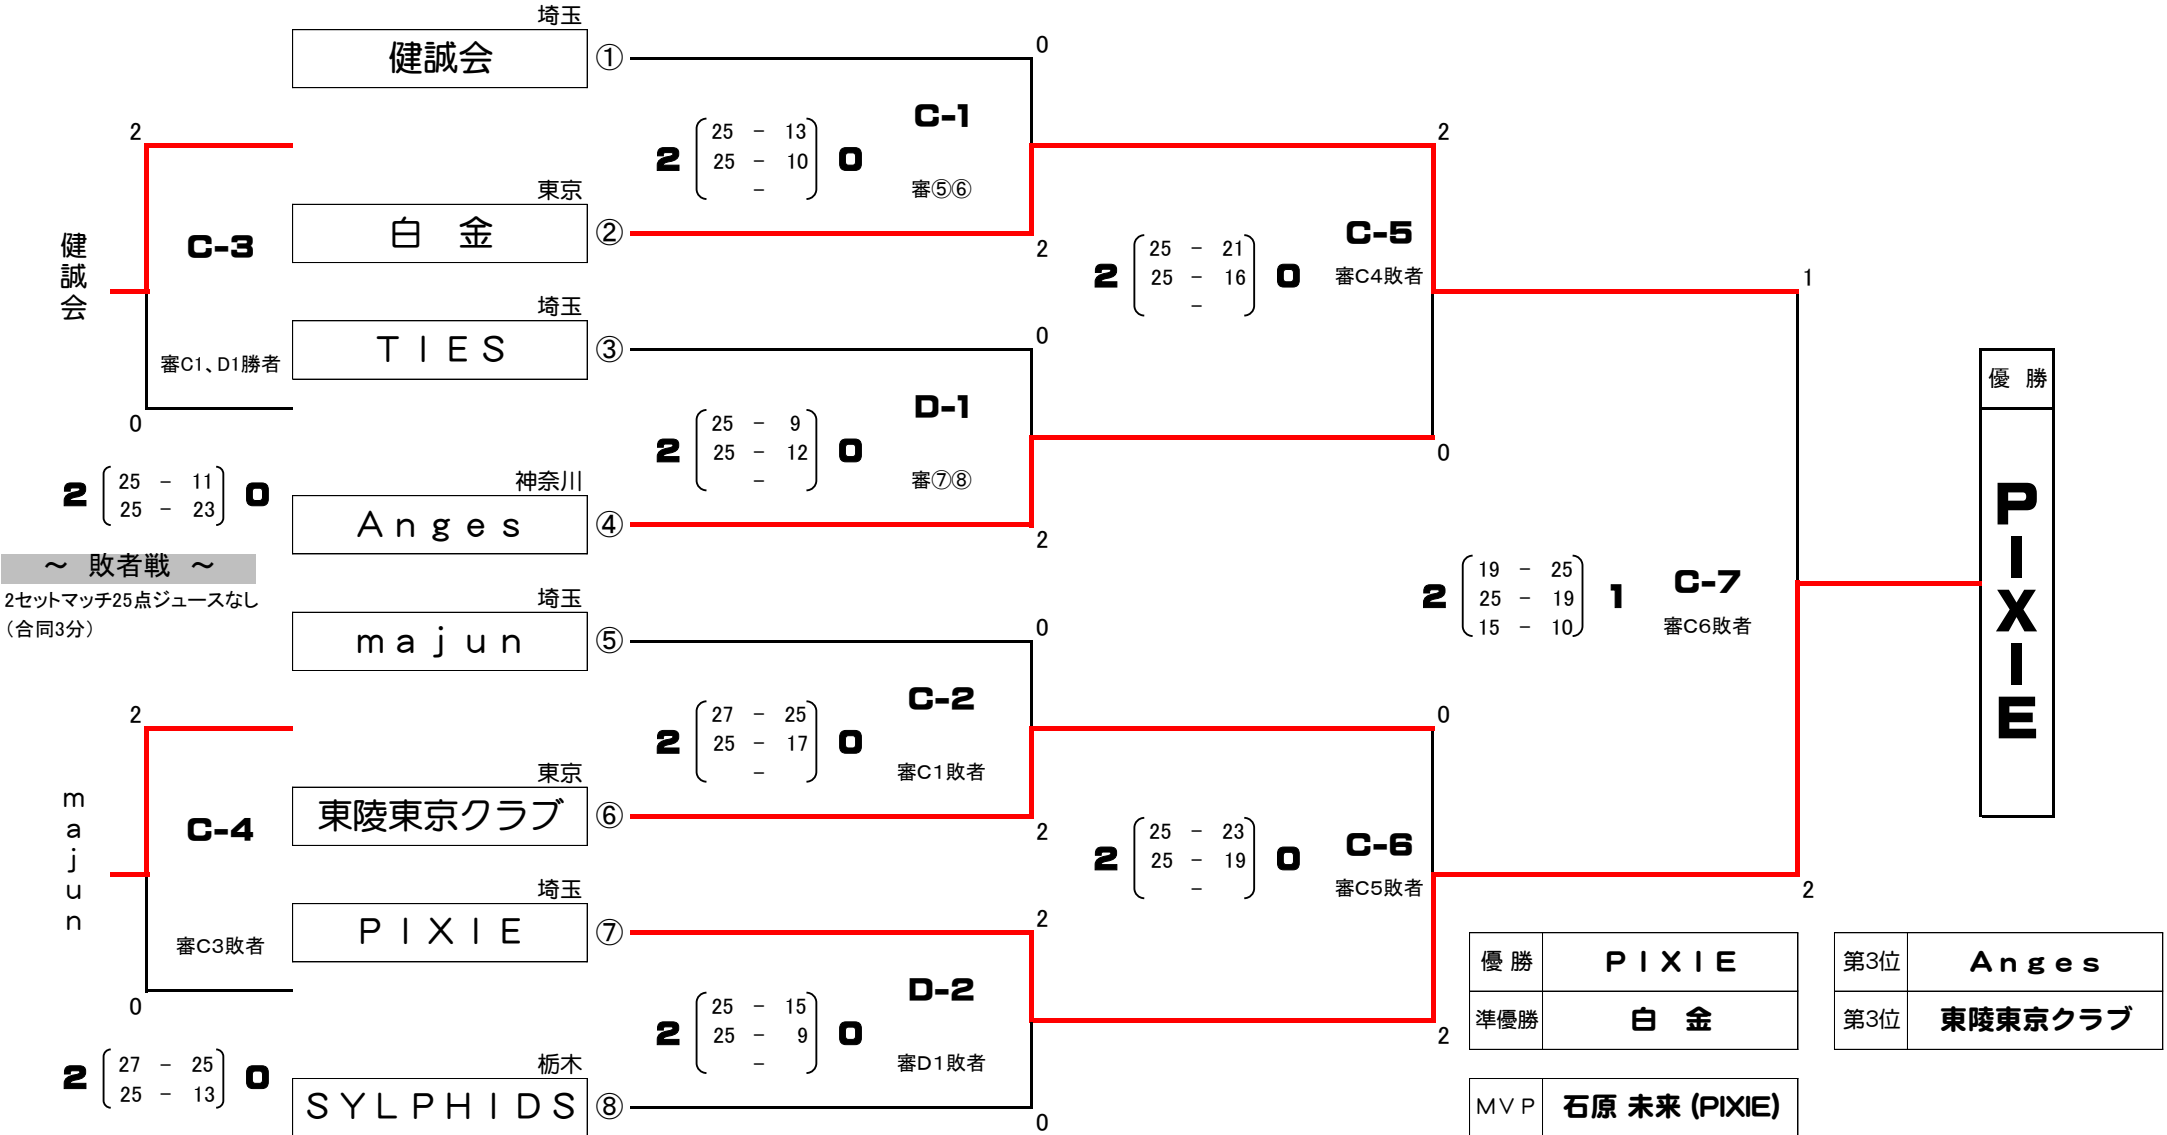 埼玉
健誠会 ① 0
2 25 - 13 C-1 2
2 25 - 10 0
- 審⑤⑥
東京
白　金 ② 2
健誠会 C-3
2 25 - 21 0 C-5
25 - 16 審C4敗者
-
1
埼玉
ＴＩＥＳ ③ 0
審C1、D1勝者
0
2 25 - 9 0 D-1
25 - 12
- 審⑦⑧
0
優　勝
PIXIE
2 25 - 11 0
25 - 23
神奈川
Ａｎｇｅｓ ④ 2
～　敗者戦　～
2セットマッチ25点ジュースなし
（合同3分）
2 19 - 25 1 C-7
25 - 19
15 - 10 審C6敗者
埼玉
ｍａｊｕｎ ⑤ 0
2
2 27 - 25 0 C-2
25 - 17
- 審C1敗者
0
東京
東陵東京クラブ ⑥ 2
majun C-4
2 25 - 23 0 C-6
25 - 19
- 審C5敗者
2
埼玉
ＰＩＸＩＥ ⑦ 2
審C3敗者
0
2 25 - 15 0 D-2
25 - 9
- 審D1敗者
2
2 27 - 25 0
25 - 13
栃木
ＳＹＬＰＨＩＤＳ ⑧ 0
優 勝 ＰＩＸＩＥ 第3位 Ａｎｇｅｓ
準優勝 白　金 第3位 東陵東京クラブ
ＭＶＰ 石原 未来 (PIXIE)